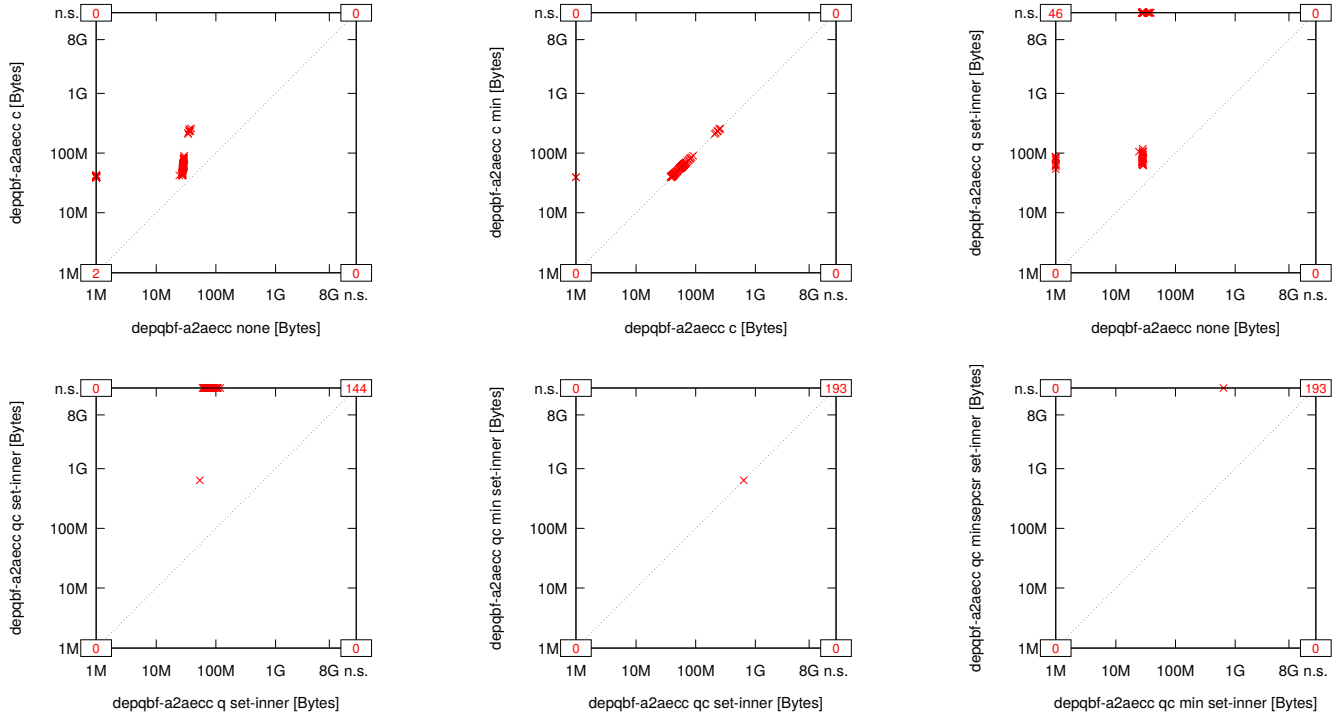 n.s. 0 0
8G
1G
100M
10M
1M 2 0
1M 10M 100M 1G 8G n.s.
depqbf-a2aecc c [Bytes]
depqbf-a2aecc none [Bytes]
n.s. 0 0
8G
1G
100M
10M
1M 0 0
1M 10M 100M 1G 8G n.s.
depqbf-a2aecc c min [Bytes]
depqbf-a2aecc c [Bytes]
n.s. 46 0
8G
1G
100M
10M
1M 0 0
1M 10M 100M 1G 8G n.s.
depqbf-a2aecc q set-inner [Bytes]
depqbf-a2aecc none [Bytes]
n.s. 0 144
8G
1G
100M
10M
1M 0 0
1M 10M 100M 1G 8G n.s.
depqbf-a2aecc qc set-inner [Bytes]
depqbf-a2aecc q set-inner [Bytes]
n.s. 0 193
8G
1G
100M
10M
1M 0 0
1M 10M 100M 1G 8G n.s.
depqbf-a2aecc qc min set-inner [Bytes]
depqbf-a2aecc qc set-inner [Bytes]
n.s. 0 193
8G
1G
100M
10M
1M 0 0
1M 10M 100M 1G 8G n.s.
depqbf-a2aecc qc minsepcsr set-inner [Bytes]
depqbf-a2aecc qc min set-inner [Bytes]